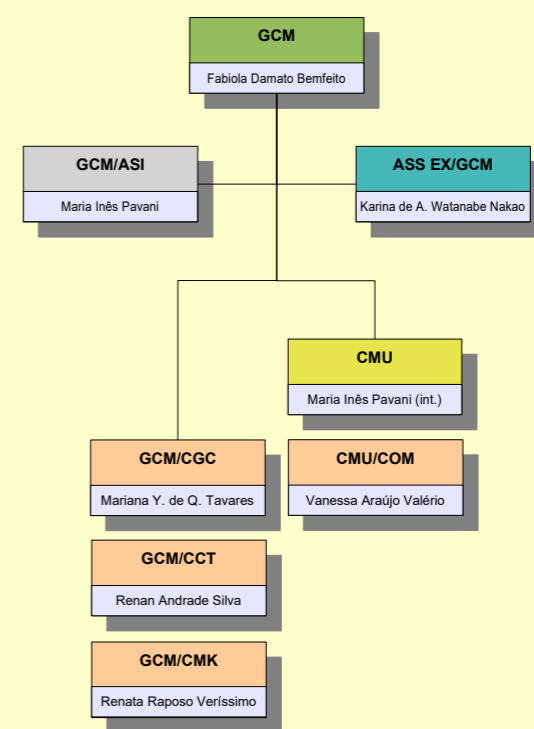 GCM
Fabiola Damato Bemfeito
GCM/ASI
Maria Inês Pavani
ASS EX/GCM
Karina de A. Watanabe Nakao
CMU
Maria Inês Pavani (int.)
GCM/CGC
Mariana Y. de Q. Tavares
CMU/COM
Vanessa Araújo Valério
GCM/CCT
Renan Andrade Silva
GCM/CMK
Renata Raposo Veríssimo